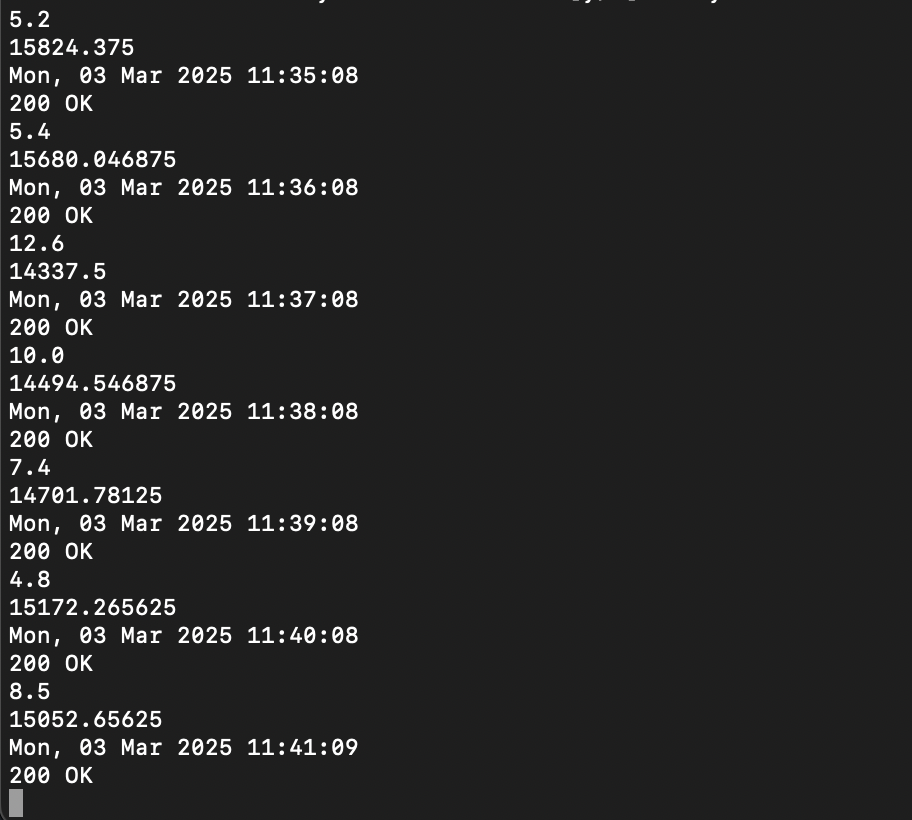 5.2
15824.375
Mon, 03 Mar 2025 11:35:08
200 OK
5.4
15680.046875
Mon, 03 Mar 2025 11:36:08
200 OK
12.6
14337.5
Mon, 03 Mar 2025 11:37:08
200 OK
10.0
14494.546875
Mon, 03 Mar 2025 11:38:08
200 OK
7.4
14701.78125
Mon, 03 Mar 2025 11:39:08
200 OK
4.8
15172.265625
Mon, 03 Mar 2025 11:40:08
200 OK
8.5
15052.65625
Mon, 03 Mar 2025 11:41:09
200 OK